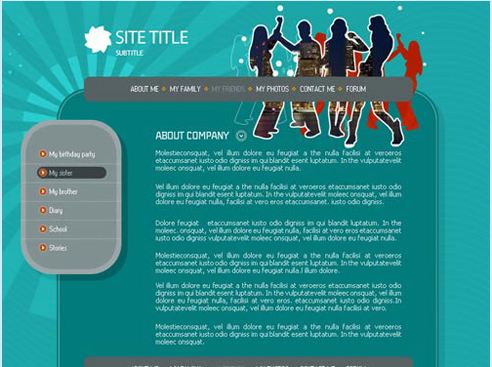 SITE TITLE
SUBTITLE
ABOUT ME MY FAMILY MY FRIENDS MY PHOTOS CONTACT ME FORUM
My birthday party
My sister
My brother
Diary
School
Stories
ABOUT COMPANY
Molestieconsquat, vel illum dolore eu feugiat a the nulla facilisi at veroeros
etaccumsanet iusto odio digniss im qui blandit esent luptatum. In the vulputatevelit
moleec onsquat, vel illum dolore eu feugiat nulla.
Vel illum dolore eu feugiat a the nulla facilisi at vero eros etaccumsanet iusto odio
digniss im qui blandit esent luptatum. In the vulputatevelit moleec onsquat, vel illum
dolore eu feugiat nulla, facilisi at vero eros etaccumsanet. iusto odio digniss.
Dolore feugiat etaccumsanet iusto odio digniss im qui blandit luptatum. In the
vulputatevelit moleec onsquat, vel illum dolore eu feugiat nulla, facilisi at vero eros
etaccumsanet iusto odio digniss vulputatevelit moleec onsquat, vel illum dolore eu
feugiat nulla.
Molestieconsquat, vel illum dolore eu feugiat a the nulla facilisi at veroeros
etaccumsanet iusto odio digniss im qui blandit esent luptatum. In the vulputatevelit
moleec onsquat, vel illum dolore eu feugiat nulla.l illum dolore.
Vel illum dolore eu feugiat a the nulla facilisi at vero eros etaccumsanet iusto odio
digniss im qui blandit luptatum. In the vulputatevelit moleec onsquat, vel illum
dolore eu feugiat nulla, facilisi at vero eros. etaccumsanet iusto odio digniss.In
vulputatevelit moleec onsquat, vel illum dolore eu feugiat nulla, facilisi at vero eros.
Molestieconsquat, vel illum dolore eu feugiat a the nulla facilisi at veroeros
etaccumsanet iusto odio digniss im qui blandit esent luptatum. In the vulputatevelit
moleec onsquat.